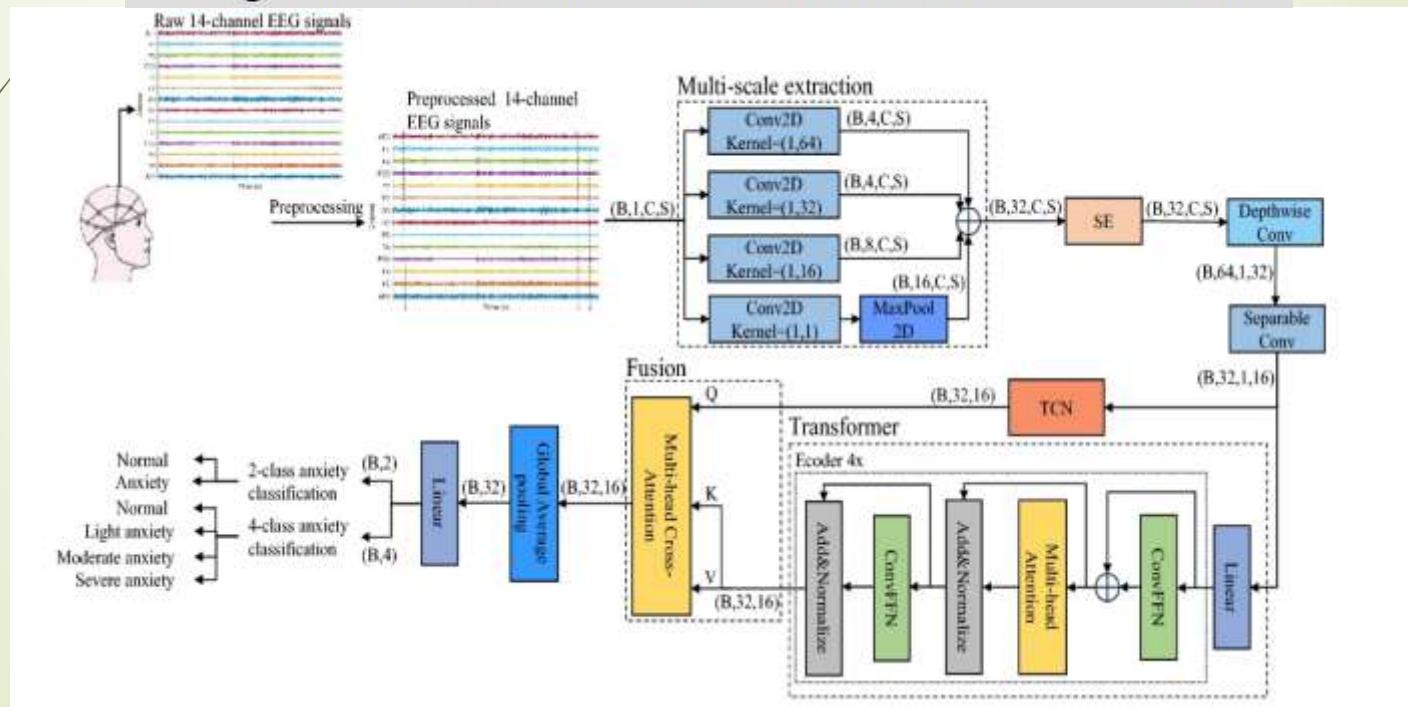 Raw 14-channel EEG signals
Preprocessed 14-channel
EEG signals
Preprocessing
(B,1,C,S)
Multi-scale extraction
Conv2D
Kernel=(1,64)
(B,4,C,S)
Conv2D
Kernel=(1,32)
(B,4,C,S)
Conv2D
Kernel=(1,16)
(B,8,C,S)
Conv2D
Kernel=(1,1)
MaxPool
2D
(B,16,C,S)
(B,32,C,S)
SE
(B,32,C,S)
Depthwise
Conv
(B,64,1,32)
Separable
Conv
(B,32,1,16)
TCN
(B,32,16)
Transformer
Ecoder 4x
Linear
ConvFFN
Multi-head
Attention
Add&Normalize
ConvFFN
Add&Normalize
(B,32,16)
Fusion
Q
K
V
Multi-head Cross-
Attention
(B,32,16)
Global Average
pooling
(B,32)
Linear
(B,2)
2-class anxiety
classification
Normal
Anxiety
(B,4)
4-class anxiety
classification
Normal
Light anxiety
Moderate anxiety
Severe anxiety